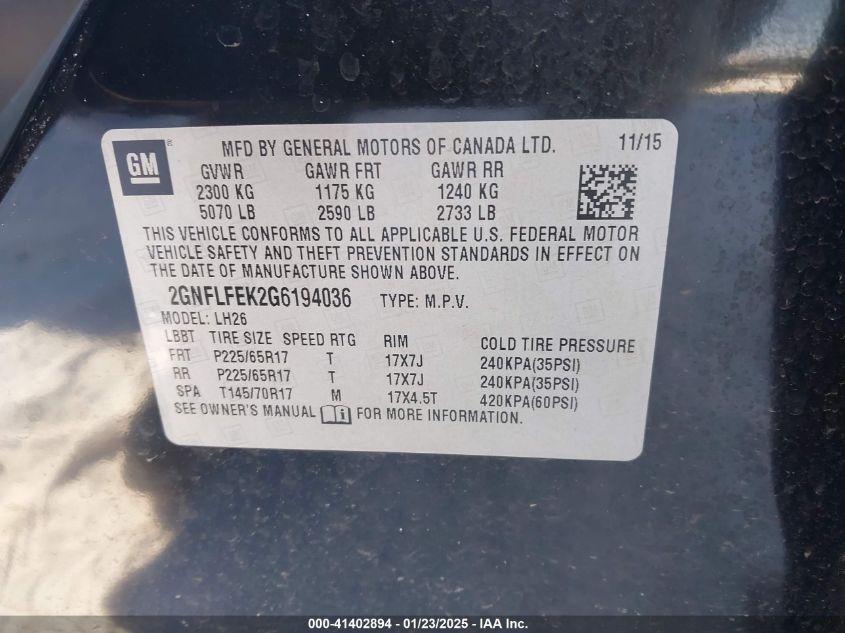 GM
MFD BY GENERAL MOTORS OF CANADA LTD. 11/15
GVWR GAWR FRT GAWR RR
2300 KG 1175 KG 1240 KG
5070 LB 2590 LB 2733 LB
THIS VEHICLE CONFORMS TO ALL APPLICABLE U.S. FEDERAL MOTOR
VEHICLE SAFETY AND THEFT PREVENTION STANDARDS IN EFFECT ON
THE DATE OF MANUFACTURE SHOWN ABOVE.
2GNFLFEK2G6194036 TYPE: M.P.V.
MODEL: LH26
LBBT TIRE SIZE SPEED RTG RIM COLD TIRE PRESSURE
FRT P225/65R17 T 17X7J 240KPA(35PSI)
RR P225/65R17 T 17X7J 240KPA(35PSI)
SPA T145/70R17 M 17X4.5T 420KPA(60PSI)
SEE OWNER'S MANUAL FOR MORE INFORMATION.
000-41402894 - 01/23/2025 - IAA, Inc.